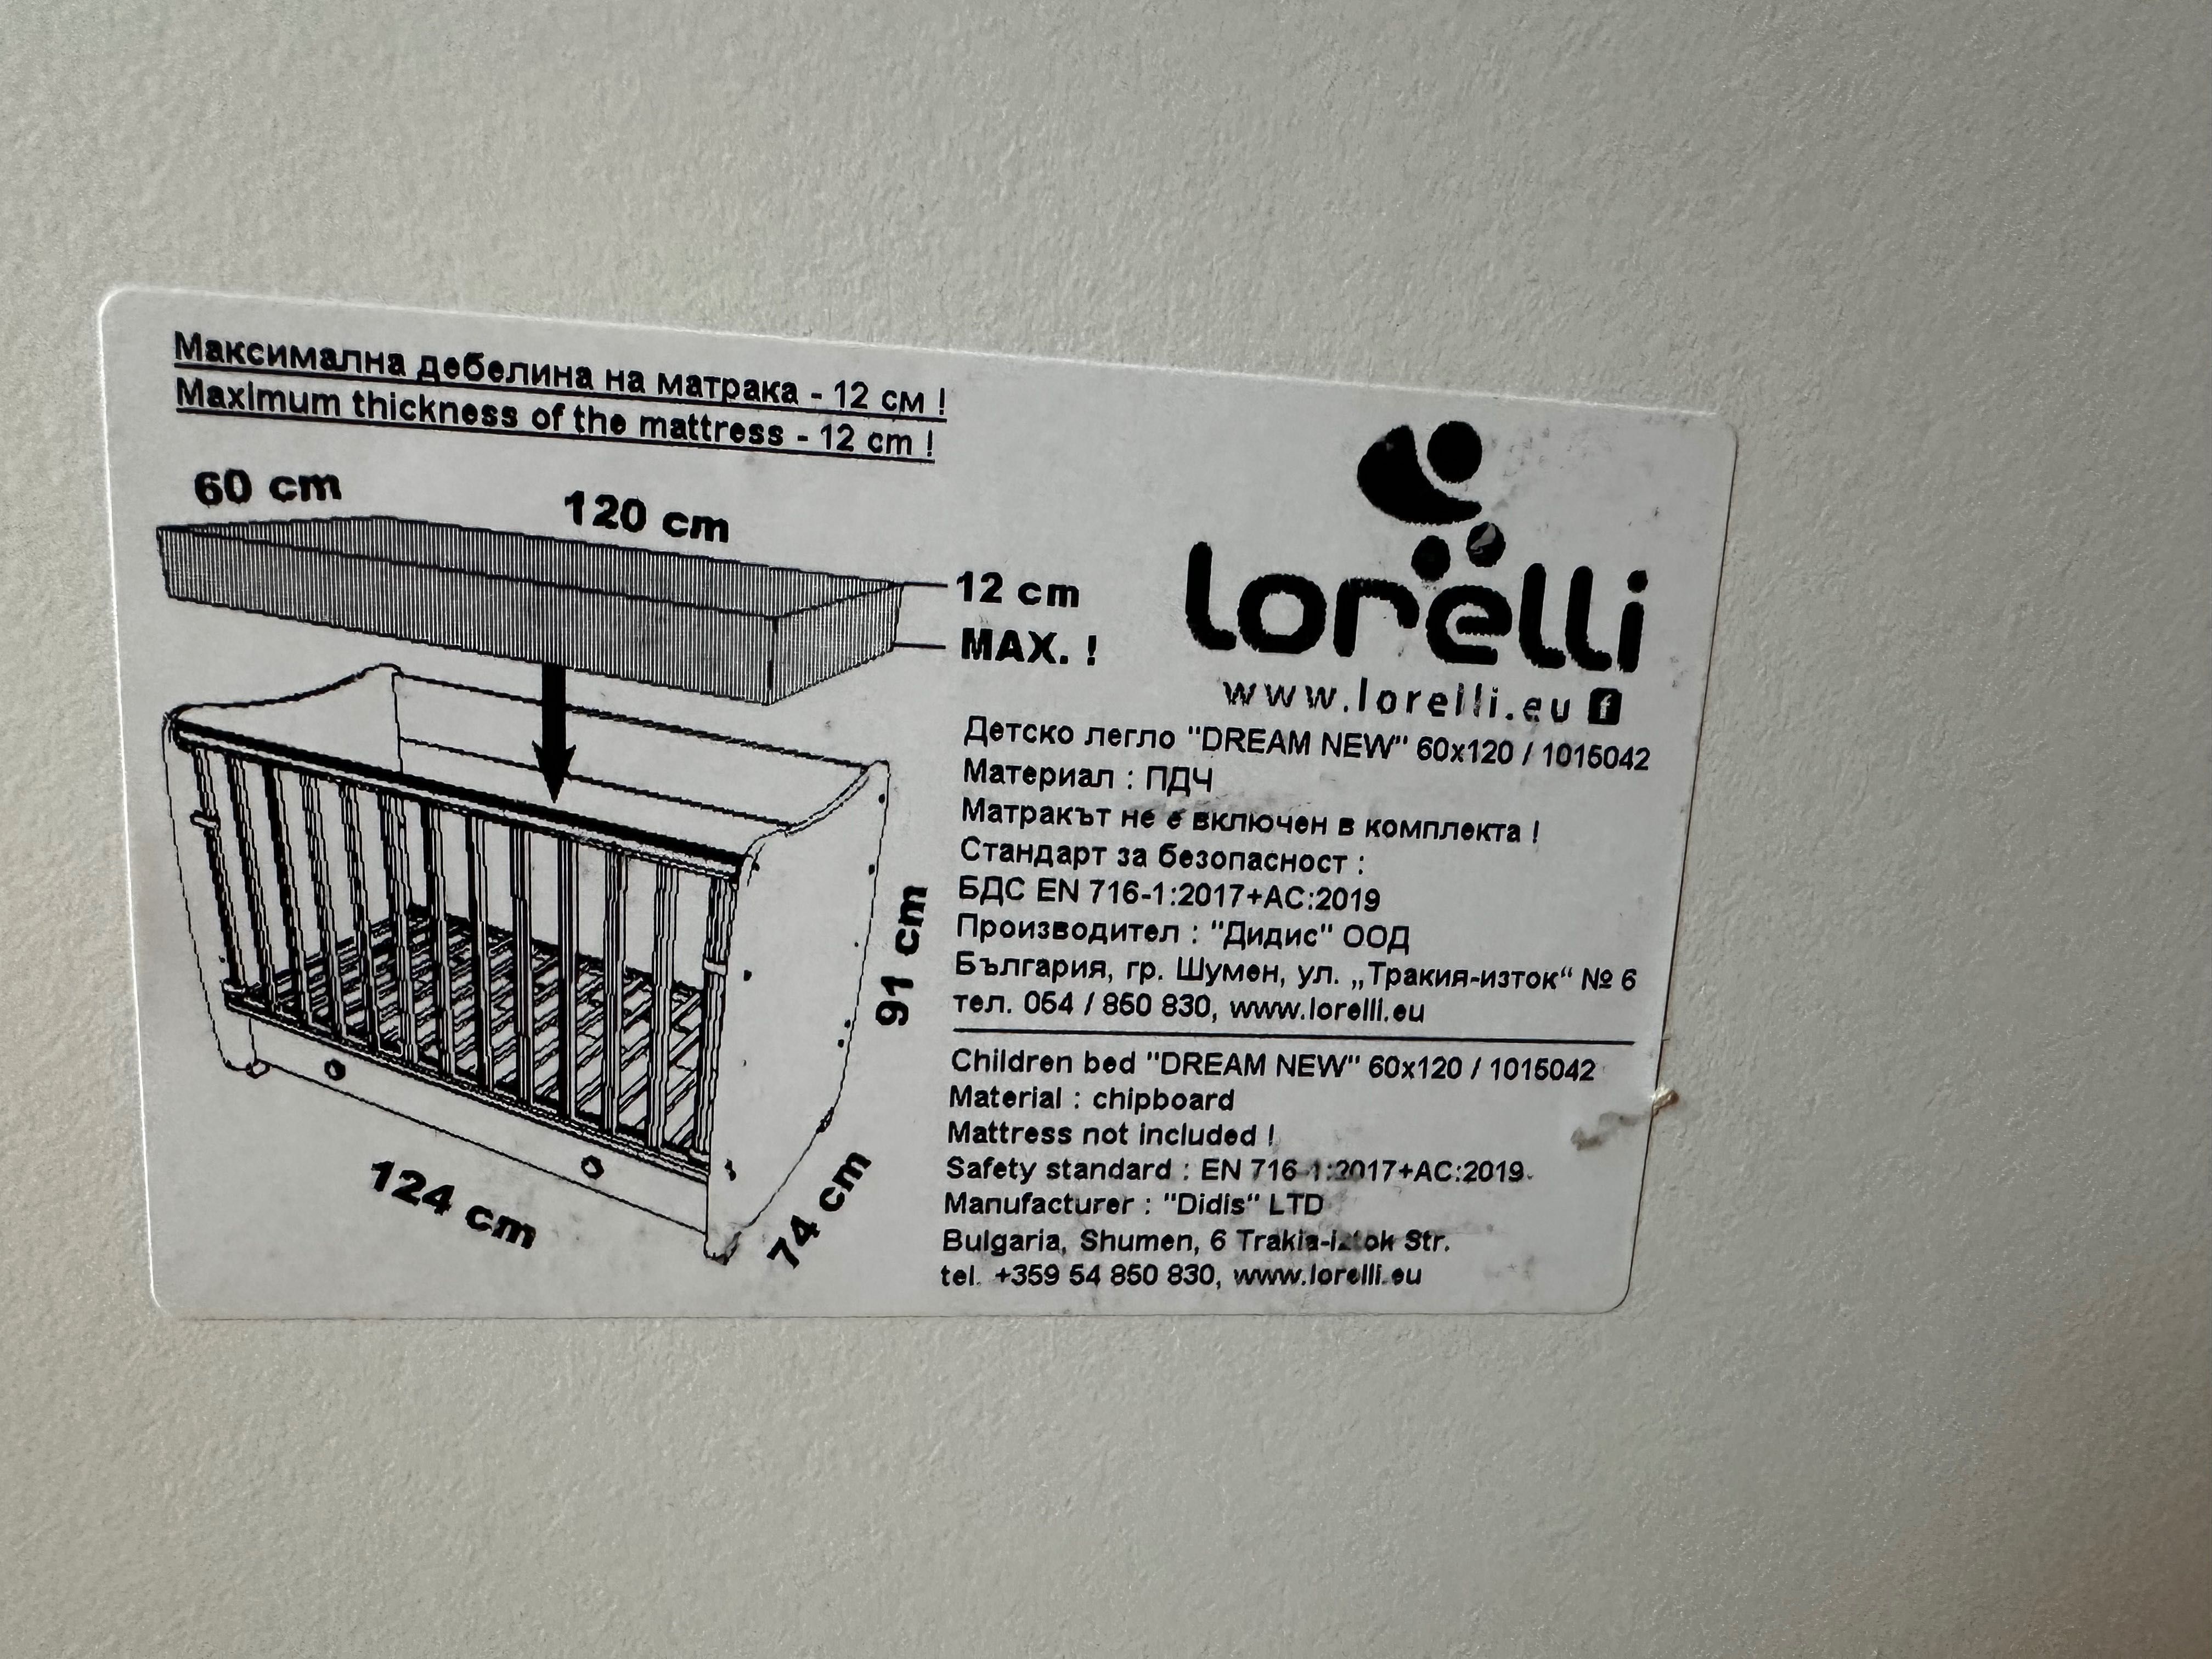 Максимална дебелина на матрака - 12 см !
Maximum thickness of the mattress - 12 cm !
60 cm
120 cm
12 cm
MAX. !
91 cm
124 cm
74 cm
lorelli
www.lorelli.eu f
Детско легло "DREAM NEW" 60x120 / 1015042
Материал : ПДЧ
Матракът не е включен в комплекта !
Стандарт за безопасност :
БДС EN 716-1:2017+AC:2019
Производител : "Дидис" ООД
България, гр. Шумен, ул. „Тракия-изток“ № 6
тел. 054 / 850 830, www.lorelli.eu
Children bed "DREAM NEW" 60x120 / 1015042
Material : chipboard
Mattress not included !
Safety standard : EN 716-1:2017+AC:2019
Manufacturer : "Didis" LTD
Bulgaria, Shumen, 6 Trakia-iztok Str.
tel. +359 54 850 830, www.lorelli.eu